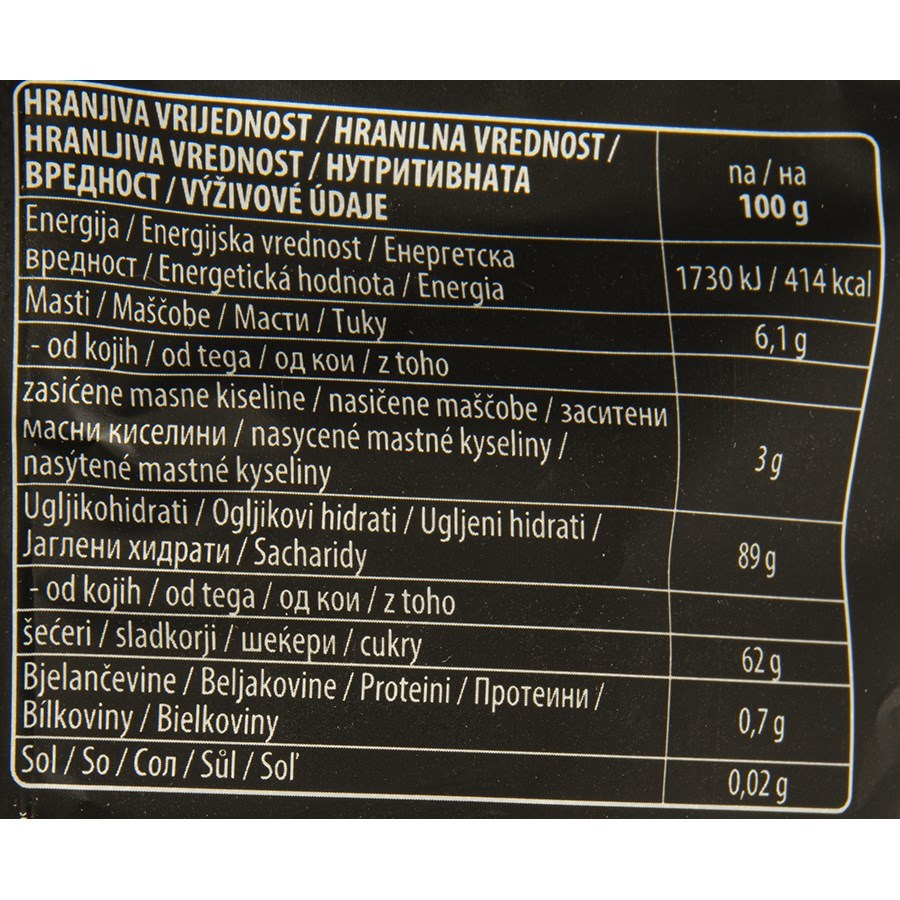 HRANJIVA VRIJEDNOST / HRANILNA VREDNOST /
HRANLJIVA VREDNOST / НУТРИТИВНАТА
ВРЕДНОСТ / VÝŽIVOVÉ ÚDAJE
na / на
100 g
Energija / Energijska vrednost / Енергетска
вредност / Energetická hodnota / Energia
1730 kJ / 414 kcal
Masti / Maščobe / Масти / Tuky
6,1 g
- od kojih / od tega / од кои / z toho
zasićene masne kiseline / nasičene maščobe / заситени
масни киселини / nasycené mastné kyseliny /
nasýtené mastné kyseliny
3 g
Ugljikohidrati / Ogljikovi hidrati / Ugljeni hidrati /
Јаглени хидрати / Sacharidy
89 g
- od kojih / od tega / од кои / z toho
šećeri / sladkorji / шеќери / cukry
62 g
Bjelančevine / Beljakovine / Proteini / Протеини /
Bílkoviny / Bielkoviny
0,7 g
Sol / So / Сол / Sůl / Soľ
0,02 g